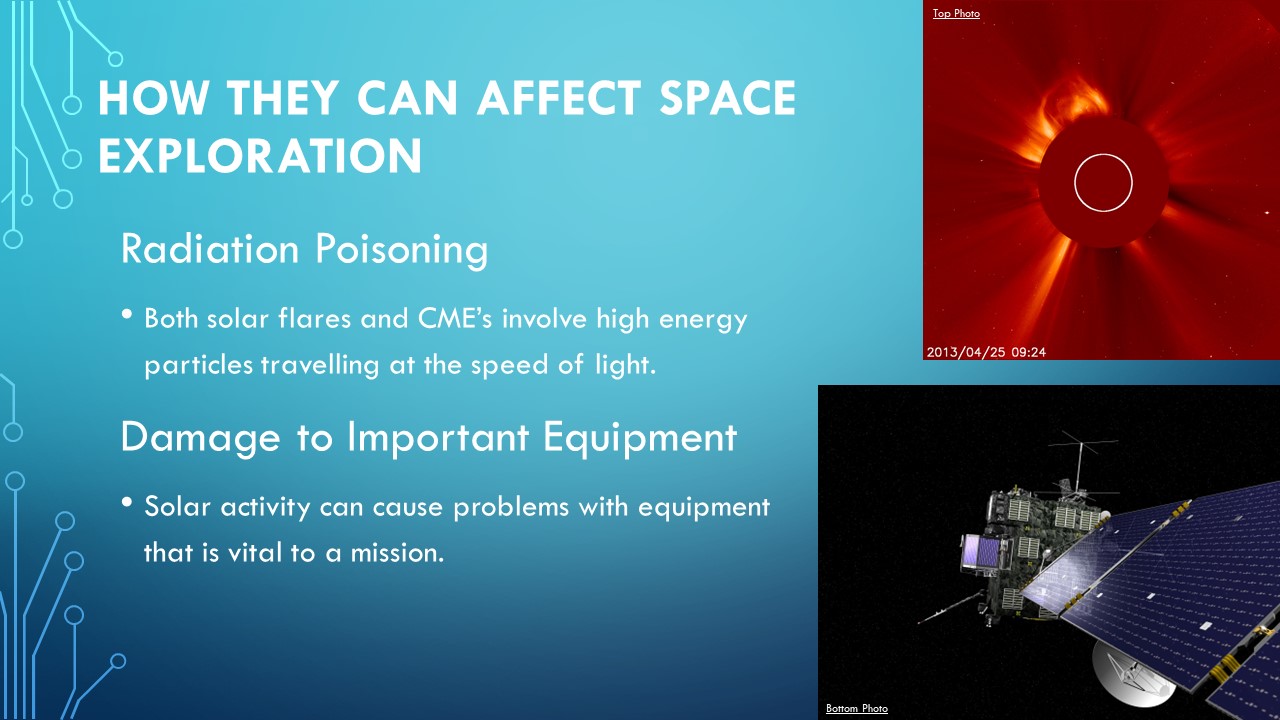 Top Photo
HOW THEY CAN AFFECT SPACE
EXPLORATION
Radiation Poisoning
• Both solar flares and CME’s involve high energy
particles travelling at the speed of light.
Damage to Important Equipment
• Solar activity can cause problems with equipment
that is vital to a mission.
2013/04/25 09:24
Bottom Photo